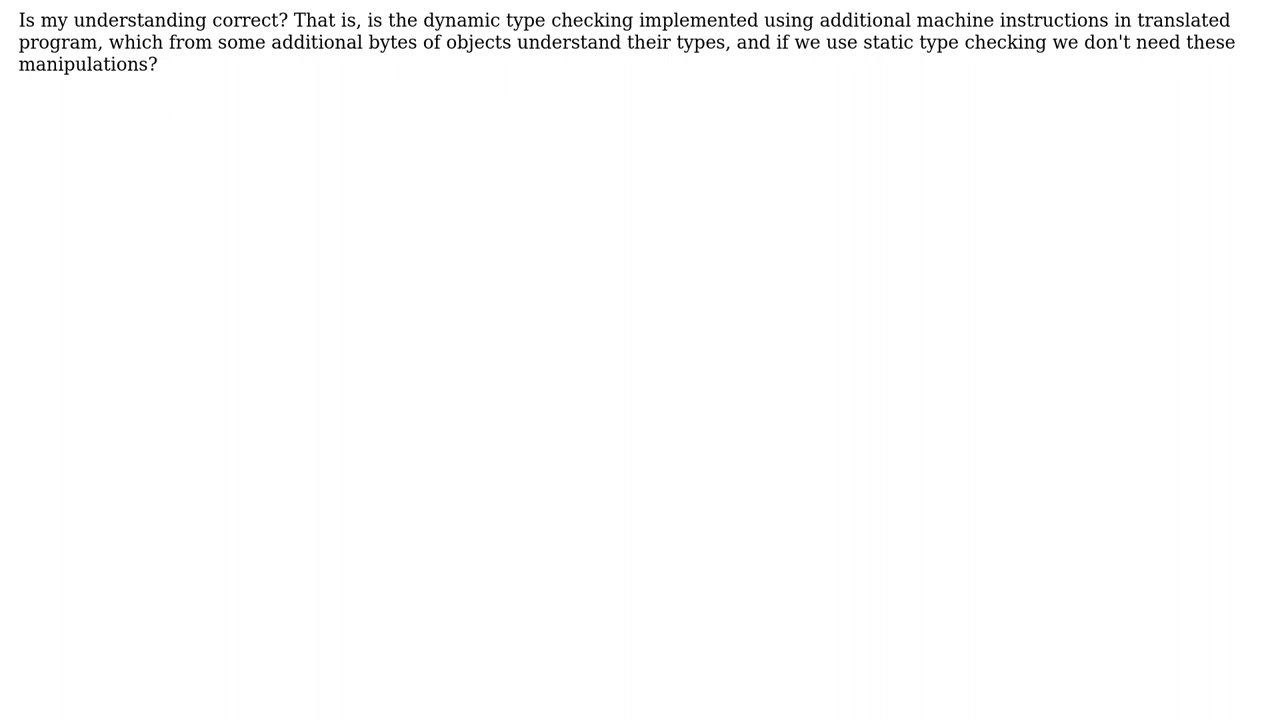 Is my understanding correct? That is, is the dynamic type checking implemented using additional machine instructions in translated
program, which from some additional bytes of objects understand their types, and if we use static type checking we don't need these
manipulations?